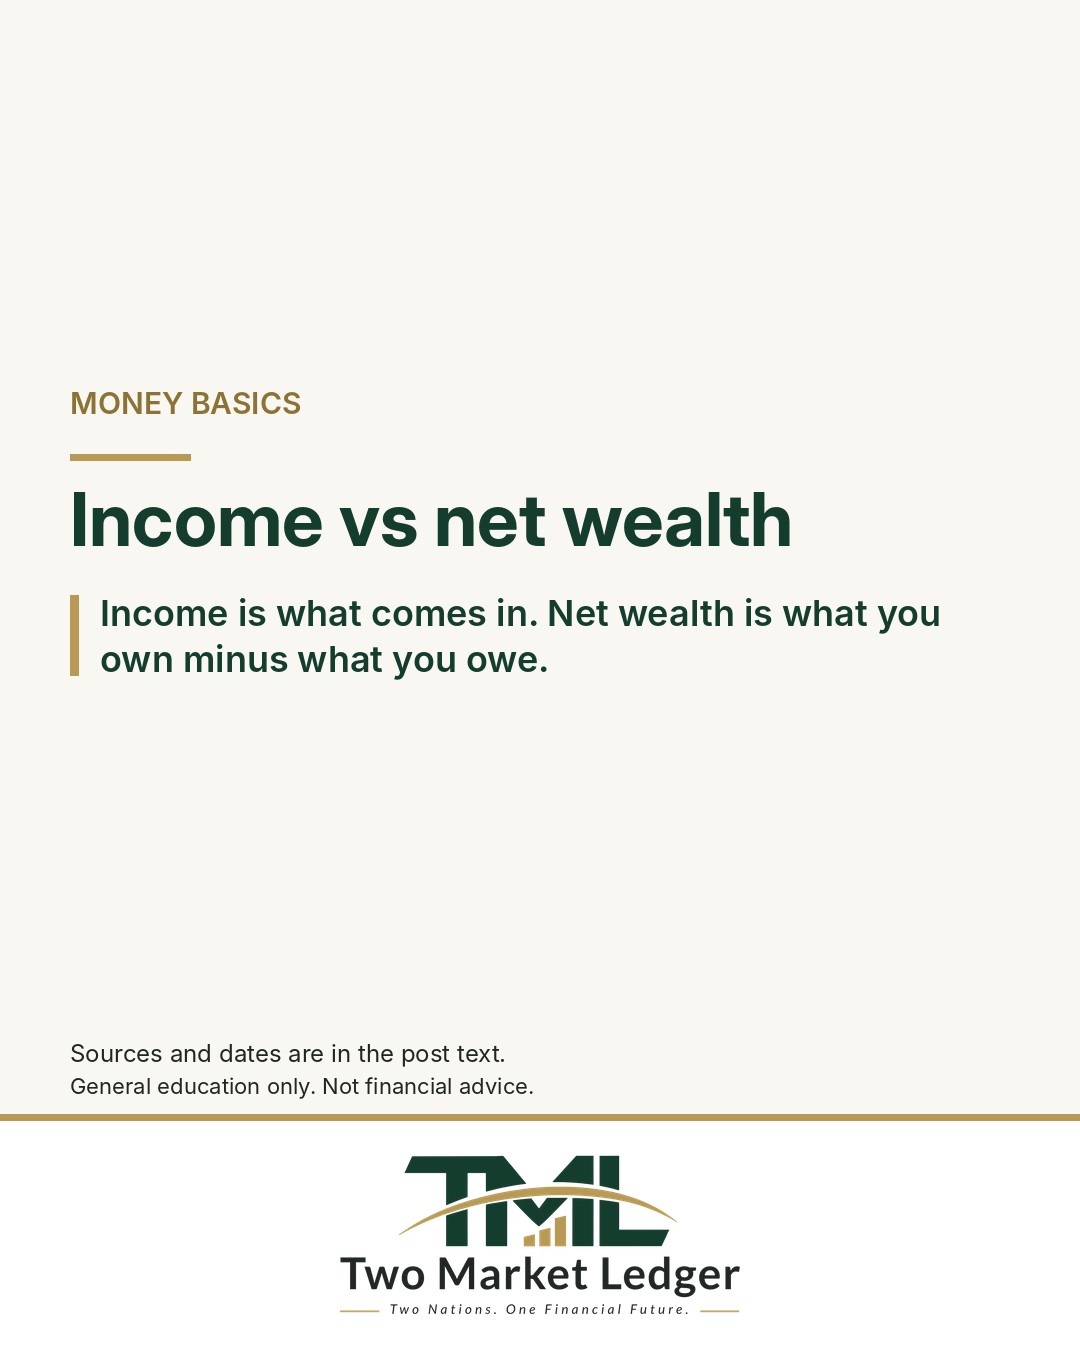 MONEY BASICS
Income vs net wealth
Income is what comes in. Net wealth is what you
own minus what you owe.
Sources and dates are in the post text.
General education only. Not financial advice.
TML
Two Market Ledger
Two Nations. One Financial Future.